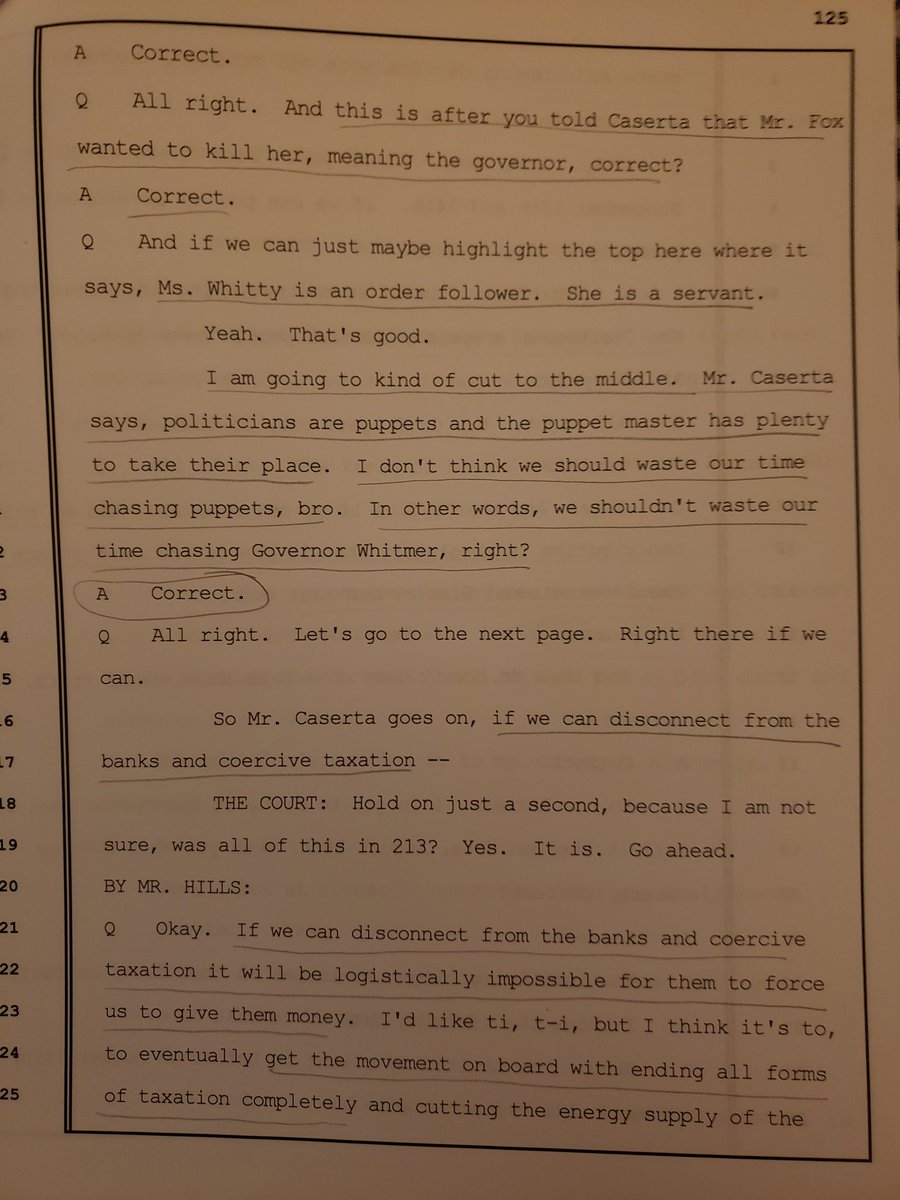 125
A Correct.
Q All right. And this is after you told Caserta that Mr. Fox
wanted to kill her, meaning the governor, correct?
A Correct.
Q And if we can just maybe highlight the top here where it
says, Ms. Whitty is an order follower. She is a servant.
Yeah. That's good.
I am going to kind of cut to the middle. Mr. Caserta
says, politicians are puppets and the puppet master has plenty
to take their place. I don't think we should waste our time
chasing puppets, bro. In other words, we shouldn't waste our
2 time chasing Governor Whitmer, right?
3 A Correct.
4 Q All right. Let's go to the next page. Right there if we
5 can.
.6 So Mr. Caserta goes on, if we can disconnect from the
17 banks and coercive taxation --
18 THE COURT: Hold on just a second, because I am not
19 sure, was all of this in 213? Yes. It is. Go ahead.
20 BY MR. HILLS:
21 Q Okay. If we can disconnect from the banks and coercive
22 taxation it will be logistically impossible for them to force
23 us to give them money. I'd like ti, t-i, but I think it's to,
24 to eventually get the movement on board with ending all forms
25 of taxation completely and cutting the energy supply of the